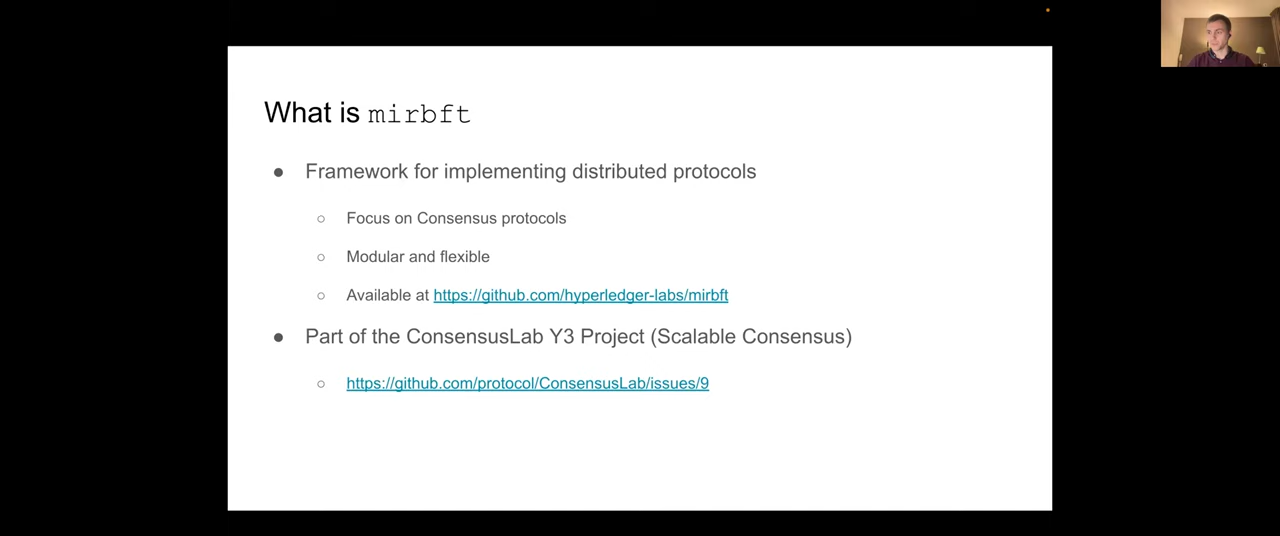 What is mirbft
● Framework for implementing distributed protocols
○ Focus on Consensus protocols
○ Modular and flexible
○ Available at https://github.com/hyperledger-labs/mirbft
● Part of the ConsensusLab Y3 Project (Scalable Consensus)
○ https://github.com/protocol/ConsensusLab/issues/9